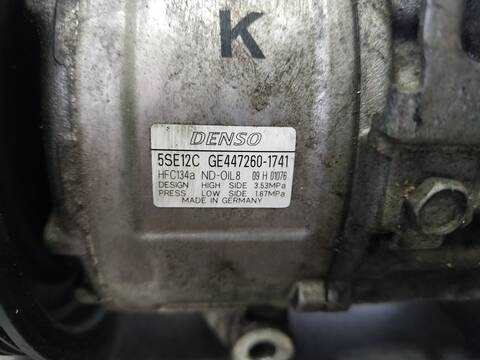 K
DENSO
5SE12C GE447260-1741
HFC134a ND-OIL8 09 H 01076
DESIGN HIGH SIDE 3.53MPa
PRESS LOW SIDE 1.67MPa
MADE IN GERMANY